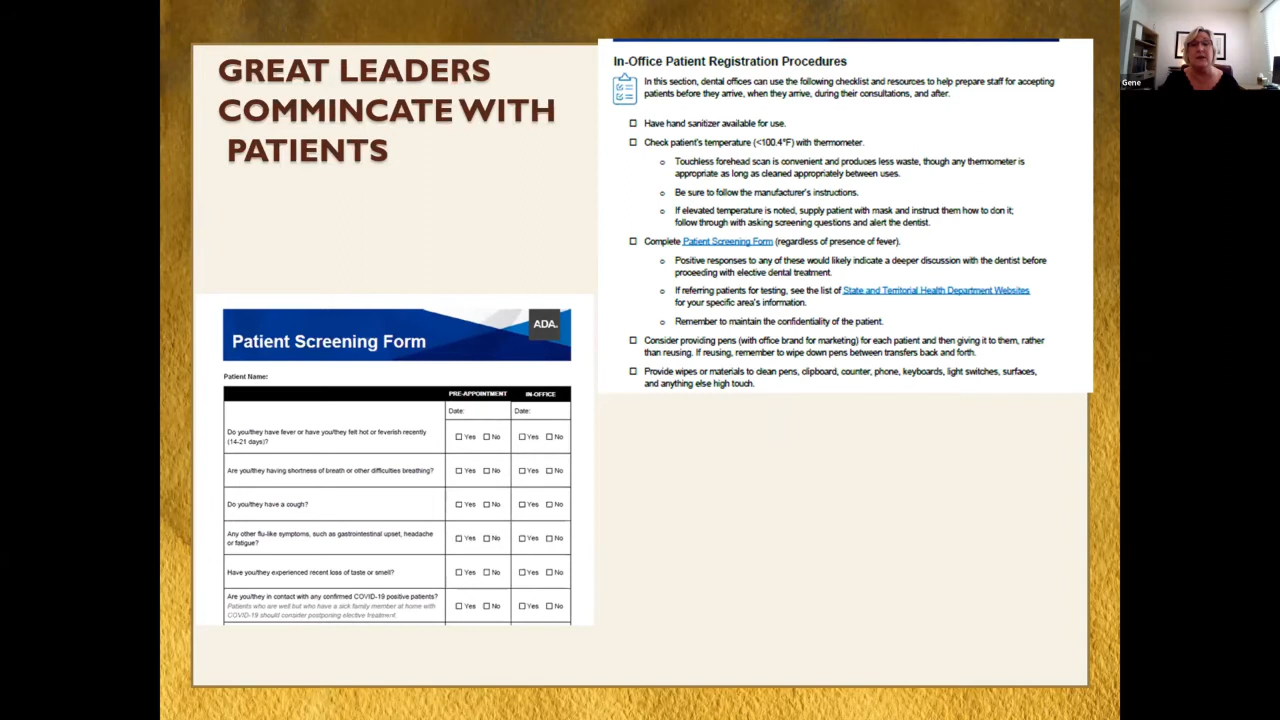 GREAT LEADERS
COMMINCATE WITH
PATIENTS
In-Office Patient Registration Procedures
In this section, dental offices can use the following checklist and resources to help prepare staff for accepting
patients before they arrive, when they arrive, during their consultations, and after.
Have hand sanitizer available for use.
Check patient's temperature (<100.4°F) with thermometer.
Touchless forehead scan is convenient and produces less waste, though any thermometer is
appropriate as long as cleaned appropriately between uses.
Be sure to follow the manufacturer's instructions.
If elevated temperature is noted, supply patient with mask and instruct them how to don it;
follow through with asking screening questions and alert the dentist.
Complete Patient Screening Form (regardless of presence of fever).
Positive responses to any of these would likely indicate a deeper discussion with the dentist before
proceeding with elective dental treatment.
If referring patients for testing, see the list of State and Territorial Health Department Websites
for your specific area's information.
Remember to maintain the confidentiality of the patient.
Consider providing pens (with office brand for marketing) for each patient and then giving it to them, rather
than reusing. If reusing, remember to wipe down pens between transfers back and forth.
Provide wipes or materials to clean pens, clipboard, counter, phone, keyboards, light switches, surfaces,
and anything else high touch.
ADA.
Patient Screening Form
Patient Name:
PRE-APPOINTMENT IN-OFFICE
Date: Date:
Do you/they have fever or have you/they felt hot or feverish recently
(14-21 days)?
Yes No Yes No
Are you/they having shortness of breath or other difficulties breathing?
Yes No Yes No
Do you/they have a cough?
Yes No Yes No
Any other flu-like symptoms, such as gastrointestinal upset, headache
or fatigue?
Yes No Yes No
Have you/they experienced recent loss of taste or smell?
Yes No Yes No
Are you/they in contact with any confirmed COVID-19 positive patients?
Patients who are well but who have a sick family member at home with
COVID-19 should consider postponing elective treatment.
Yes No Yes No
Gene